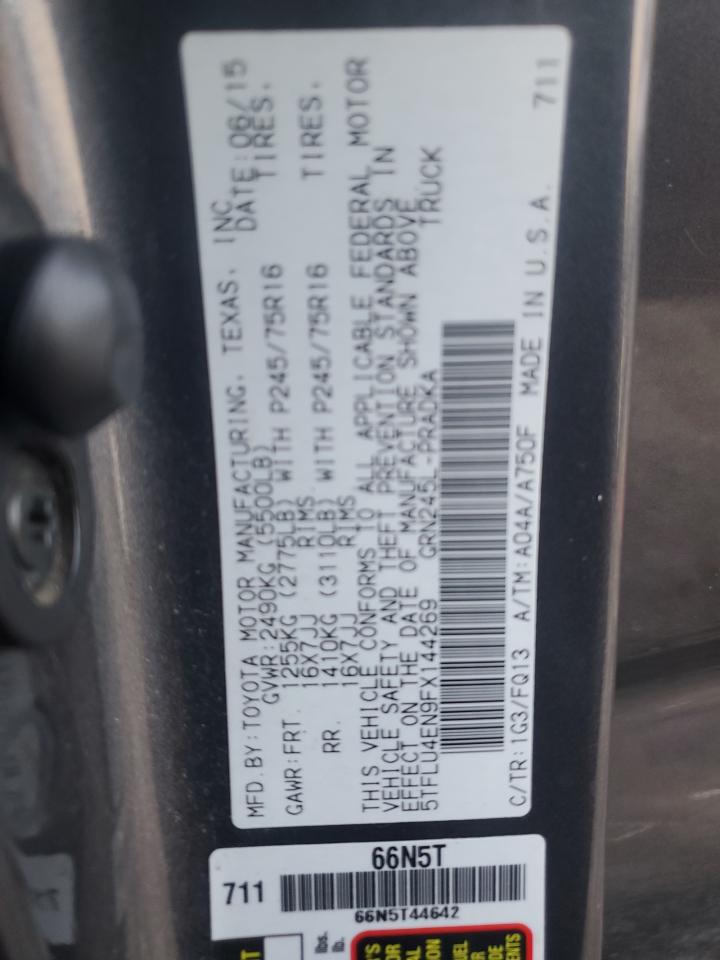 MFD.BY:TOYOTA MOTOR MANUFACTURING, TEXAS, INC.
GVWR:2490KG (5500LB) DATE:06/15
GAWR:FRT. 1255KG (2775LB) WITH P245/75R16 TIRES,
16X7JJ RIMS
RR. 1410KG (3110LB) WITH P245/75R16 TIRES,
16X7JJ RIMS
THIS VEHICLE CONFORMS TO ALL APPLICABLE FEDERAL MOTOR
VEHICLE SAFETY AND THEFT PREVENTION STANDARDS IN
EFFECT ON THE DATE OF MANUFACTURE SHOWN ABOVE.
5TFLU4EN9FX144269 GRN245L-PRADKA TRUCK
C/TR:1G3/FQ13 A/TM:A04A/A750F MADE IN U.S.A. 711
66N5T
711
66N5T44642
lbs.
lb.